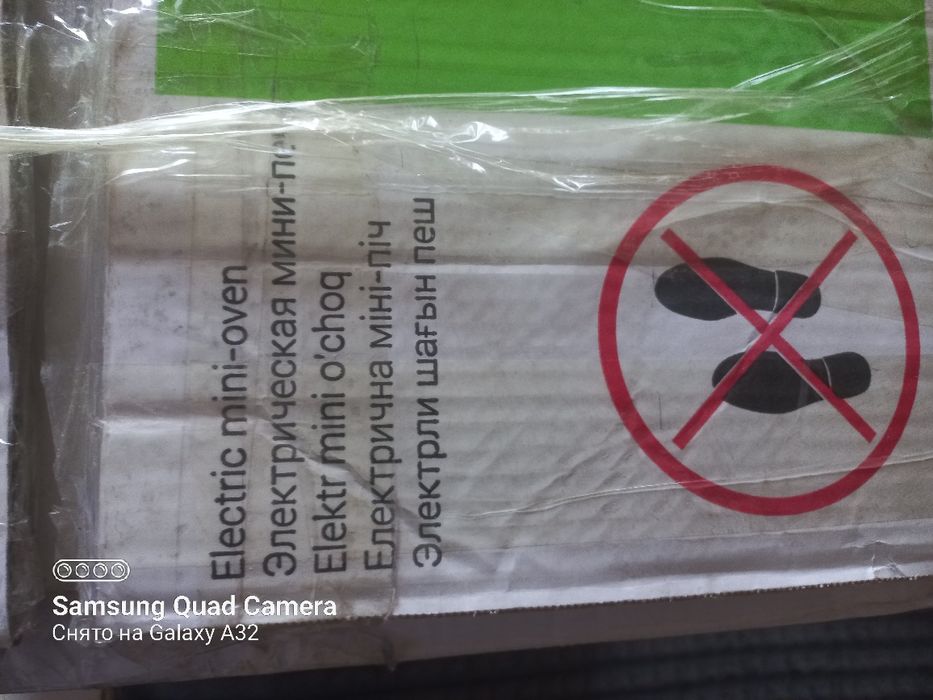 Electric mini-oven
Электрическая мини-пе
Elektr mini o'choq
Електрична міні-піч
Электрли шағын пеш
Samsung Quad Camera
Снято на Galaxy A32